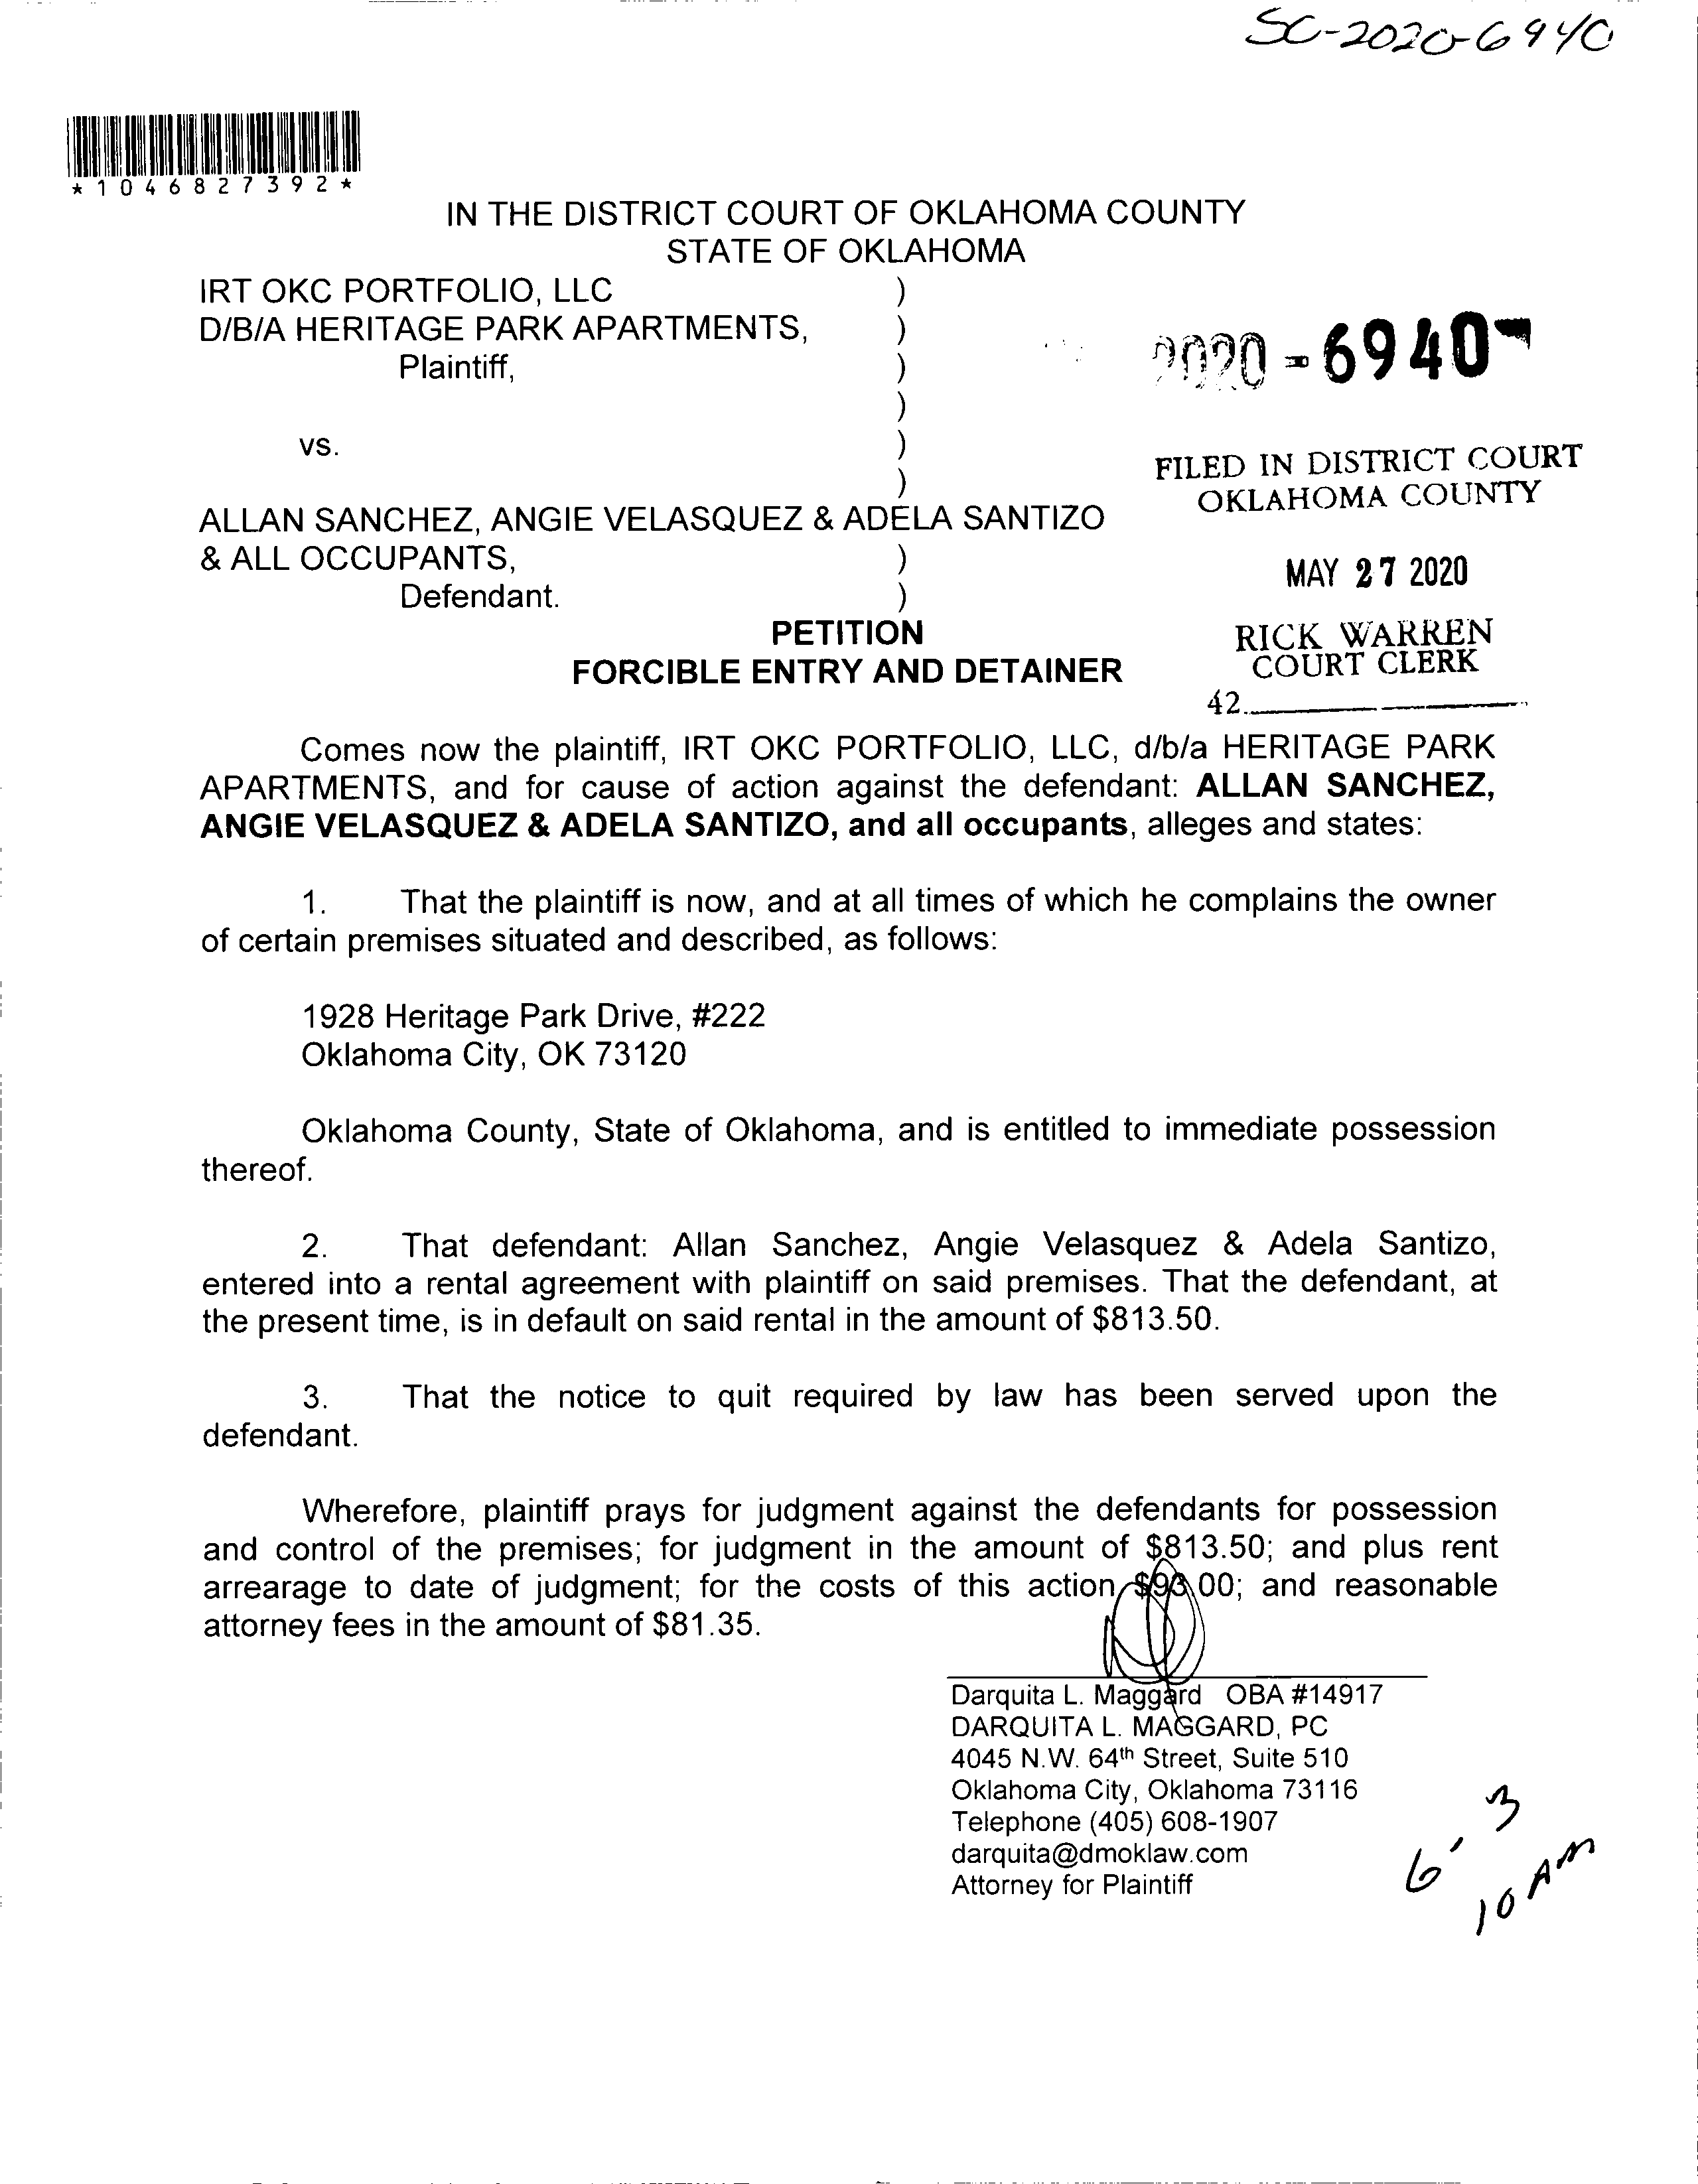 SC-2020-6940
*1046827392*
IN THE DISTRICT COURT OF OKLAHOMA COUNTY
STATE OF OKLAHOMA
IRT OKC PORTFOLIO, LLC )
D/B/A HERITAGE PARK APARTMENTS, )
Plaintiff, )
)
vs. )
)
ALLAN SANCHEZ, ANGIE VELASQUEZ & ADELA SANTIZO
& ALL OCCUPANTS, )
Defendant. )
2020 - 6940
FILED IN DISTRICT COURT
OKLAHOMA COUNTY
MAY 27 2020
RICK WARREN
COURT CLERK
42
PETITION
FORCIBLE ENTRY AND DETAINER
Comes now the plaintiff, IRT OKC PORTFOLIO, LLC, d/b/a HERITAGE PARK
APARTMENTS, and for cause of action against the defendant: ALLAN SANCHEZ,
ANGIE VELASQUEZ & ADELA SANTIZO, and all occupants, alleges and states:
1. That the plaintiff is now, and at all times of which he complains the owner
of certain premises situated and described, as follows:
1928 Heritage Park Drive, #222
Oklahoma City, OK 73120
Oklahoma County, State of Oklahoma, and is entitled to immediate possession
thereof.
2. That defendant: Allan Sanchez, Angie Velasquez & Adela Santizo,
entered into a rental agreement with plaintiff on said premises. That the defendant, at
the present time, is in default on said rental in the amount of $813.50.
3. That the notice to quit required by law has been served upon the
defendant.
Wherefore, plaintiff prays for judgment against the defendants for possession
and control of the premises; for judgment in the amount of $813.50; and plus rent
arrearage to date of judgment; for the costs of this action and reasonable
attorney fees in the amount of $81.35.
Darquita L. Maggard OBA #14917
DARQUITA L. MAGGARD, PC
4045 N.W. 64th Street, Suite 510
Oklahoma City, Oklahoma 73116
Telephone (405) 608-1907
darquita@dmoklaw.com
Attorney for Plaintiff
6' 3
10 AM